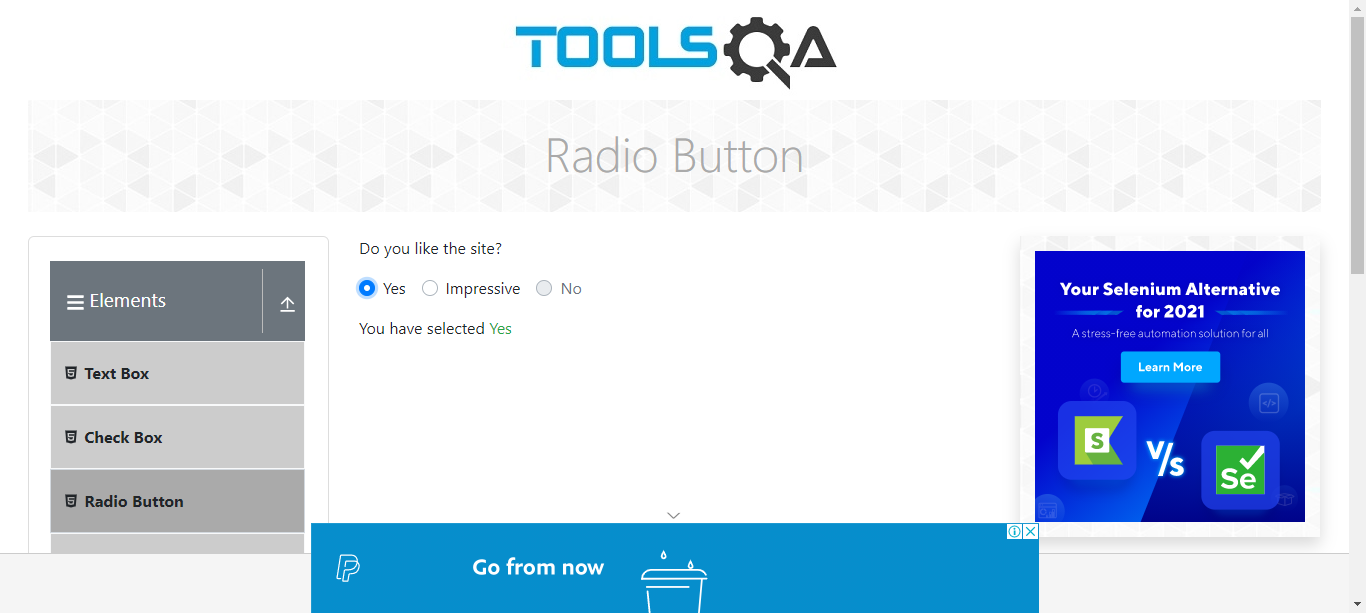 TOOLSQA
Radio Button
Elements
Text Box
Check Box
Radio Button
Do you like the site?
Yes Impressive No
You have selected Yes
Your Selenium Alternative
for 2021
A stress-free automation solution for all
Learn More
S
V/s
Se
Go from now